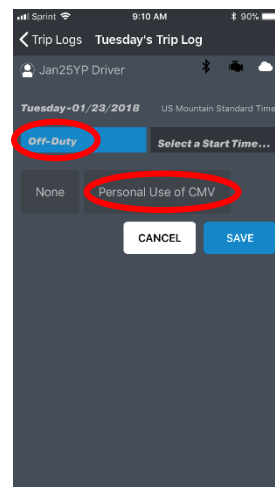 Sprint 9:10 AM 90%
Trip Logs Tuesday's Trip Log
Jan25YP Driver
Tuesday-01/23/2018 US Mountain Standard Time
Off-Duty Select a Start Time...
None Personal Use of CMV
CANCEL SAVE